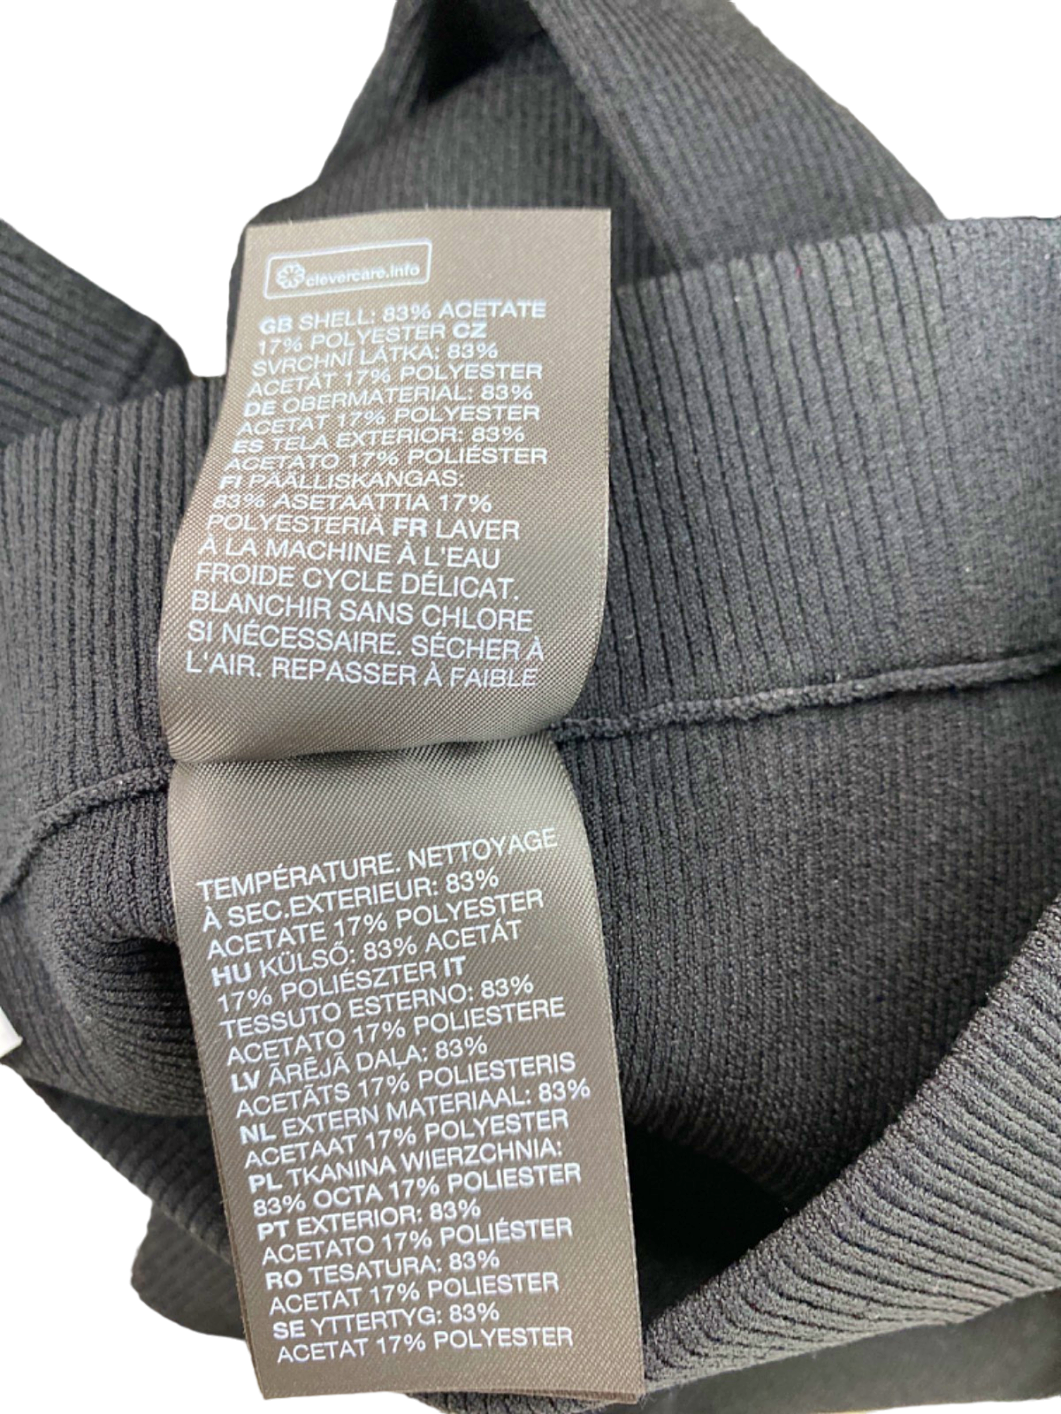 clevercare.info
GB SHELL: 83% ACETATE
17% POLYESTER CZ
SVRCHNÍ LÁTKA: 83%
ACETÁT 17% POLYESTER
DE OBERMATERIAL: 83%
ACETAT 17% POLYESTER
ES TELA EXTERIOR: 83%
ACETATO 17% POLIÉSTER
FI PÄÄLLISKANGAS:
83% ASETAATTIA 17%
POLYESTERIA FR LAVER
À LA MACHINE À L'EAU
FROIDE CYCLE DÉLICAT.
BLANCHIR SANS CHLORE
SI NÉCESSAIRE. SÉCHER À
L'AIR. REPASSER À FAIBLE
TEMPÉRATURE. NETTOYAGE
À SEC.EXTERIEUR: 83%
ACETATE 17% POLYESTER
HU KÜLSŐ: 83% ACETÁT
17% POLIÉSZTER IT
TESSUTO ESTERNO: 83%
ACETATO 17% POLIESTERE
LV ĀRĒJĀ DAĻA: 83%
ACETĀTS 17% POLIESTERIS
NL EXTERN MATERIAAL: 83%
ACETAAT 17% POLYESTER
PL TKANINA WIERZCHNIA:
83% OCTA 17% POLIESTER
PT EXTERIOR: 83%
ACETATO 17% POLIÉSTER
RO TESATURA: 83%
ACETAT 17% POLIESTER
SE YTTERTYG: 83%
ACETAT 17% POLYESTER